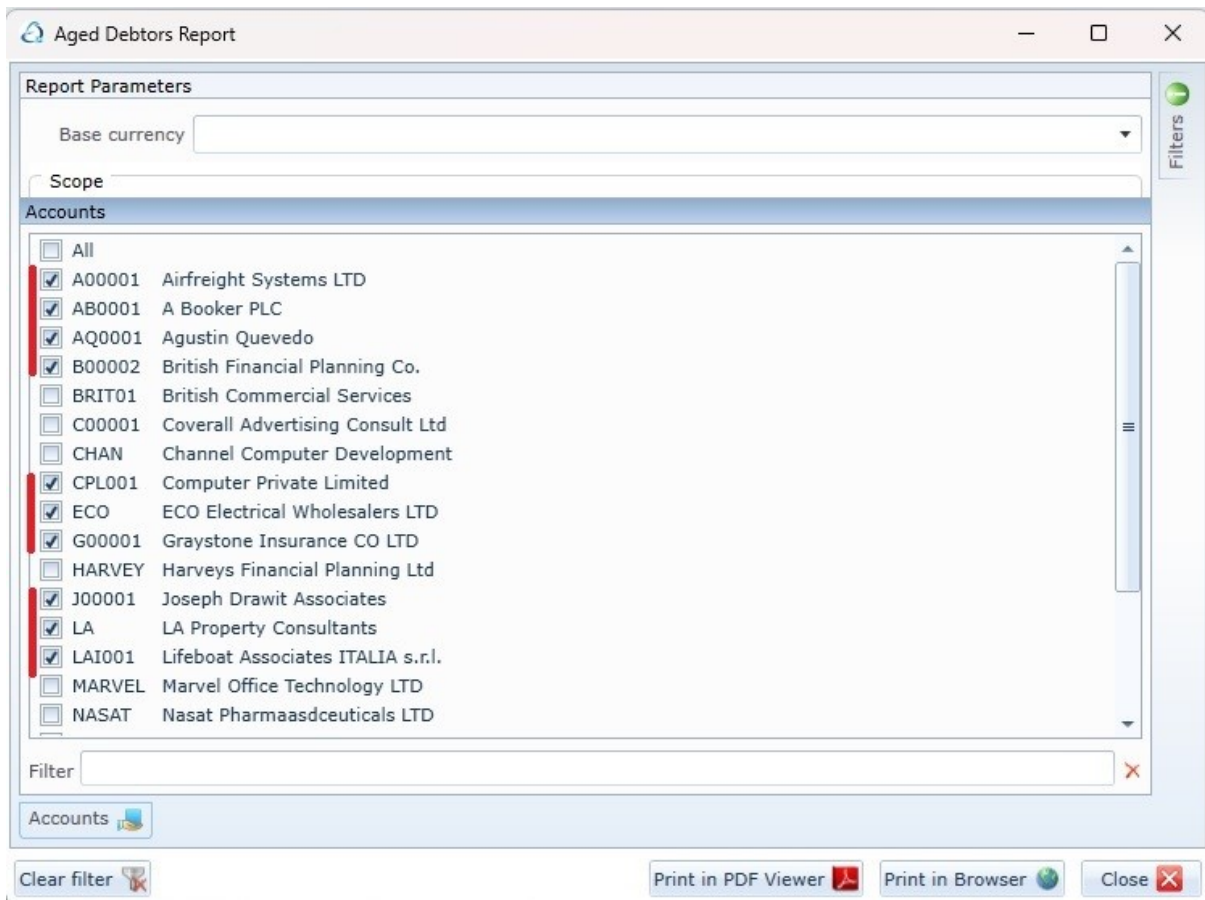 Aged Debtors Report
Report Parameters
Filters
Base currency
Scope
Accounts
All
A00001 Airfreight Systems LTD
AB0001 A Booker PLC
AQ0001 Agustin Quevedo
B00002 British Financial Planning Co.
BRIT01 British Commercial Services
C00001 Coverall Advertising Consult Ltd
CHAN Channel Computer Development
CPL001 Computer Private Limited
ECO ECO Electrical Wholesalers LTD
G00001 Graystone Insurance CO LTD
HARVEY Harveys Financial Planning Ltd
J00001 Joseph Drawit Associates
LA LA Property Consultants
LAI001 Lifeboat Associates ITALIA s.r.l.
MARVEL Marvel Office Technology LTD
NASAT Nasat Pharmaasdceuticals LTD
Filter
Accounts
Clear filter Print in PDF Viewer Print in Browser Close